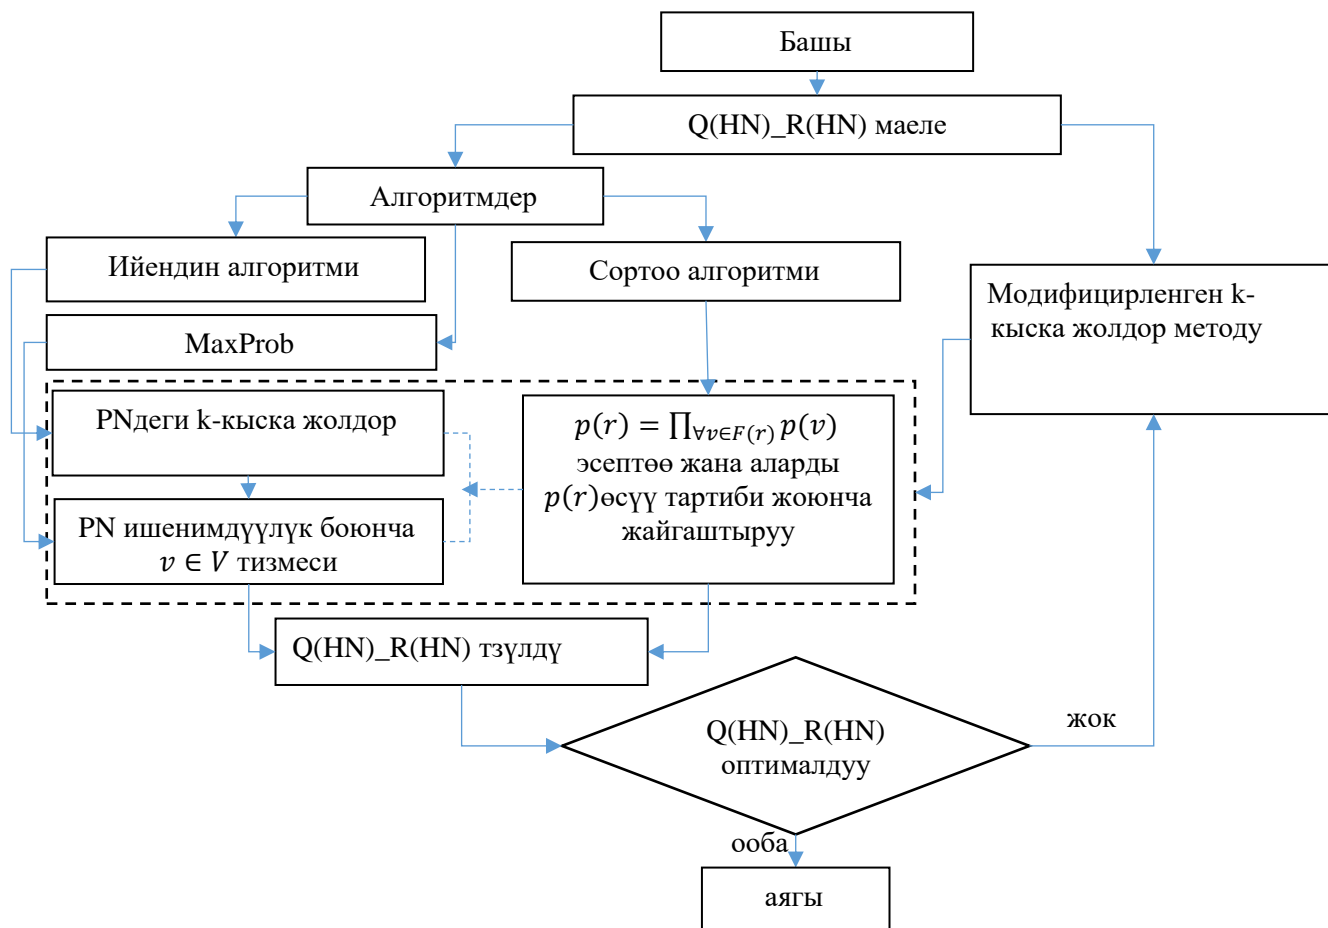 Башы
Q(HN)_R(HN) маеле
Алгоритмдер
Ийендин алгоритми
Сортоо алгоритми
Модифицирленген k-
кыска жолдор методу
MaxProb
PNдеги k-кыска жолдор
p(r) = ∏∀v∈F(r) p(v)
эсептөө жана аларды
p(r)өсүү тартиби жоюнча
жайгаштыруу
PN ишенимдүүлүк боюнча
v ∈ V тизмеси
Q(HN)_R(HN) тзүлдү
Q(HN)_R(HN)
оптималдуу
жок
ооба
аягы